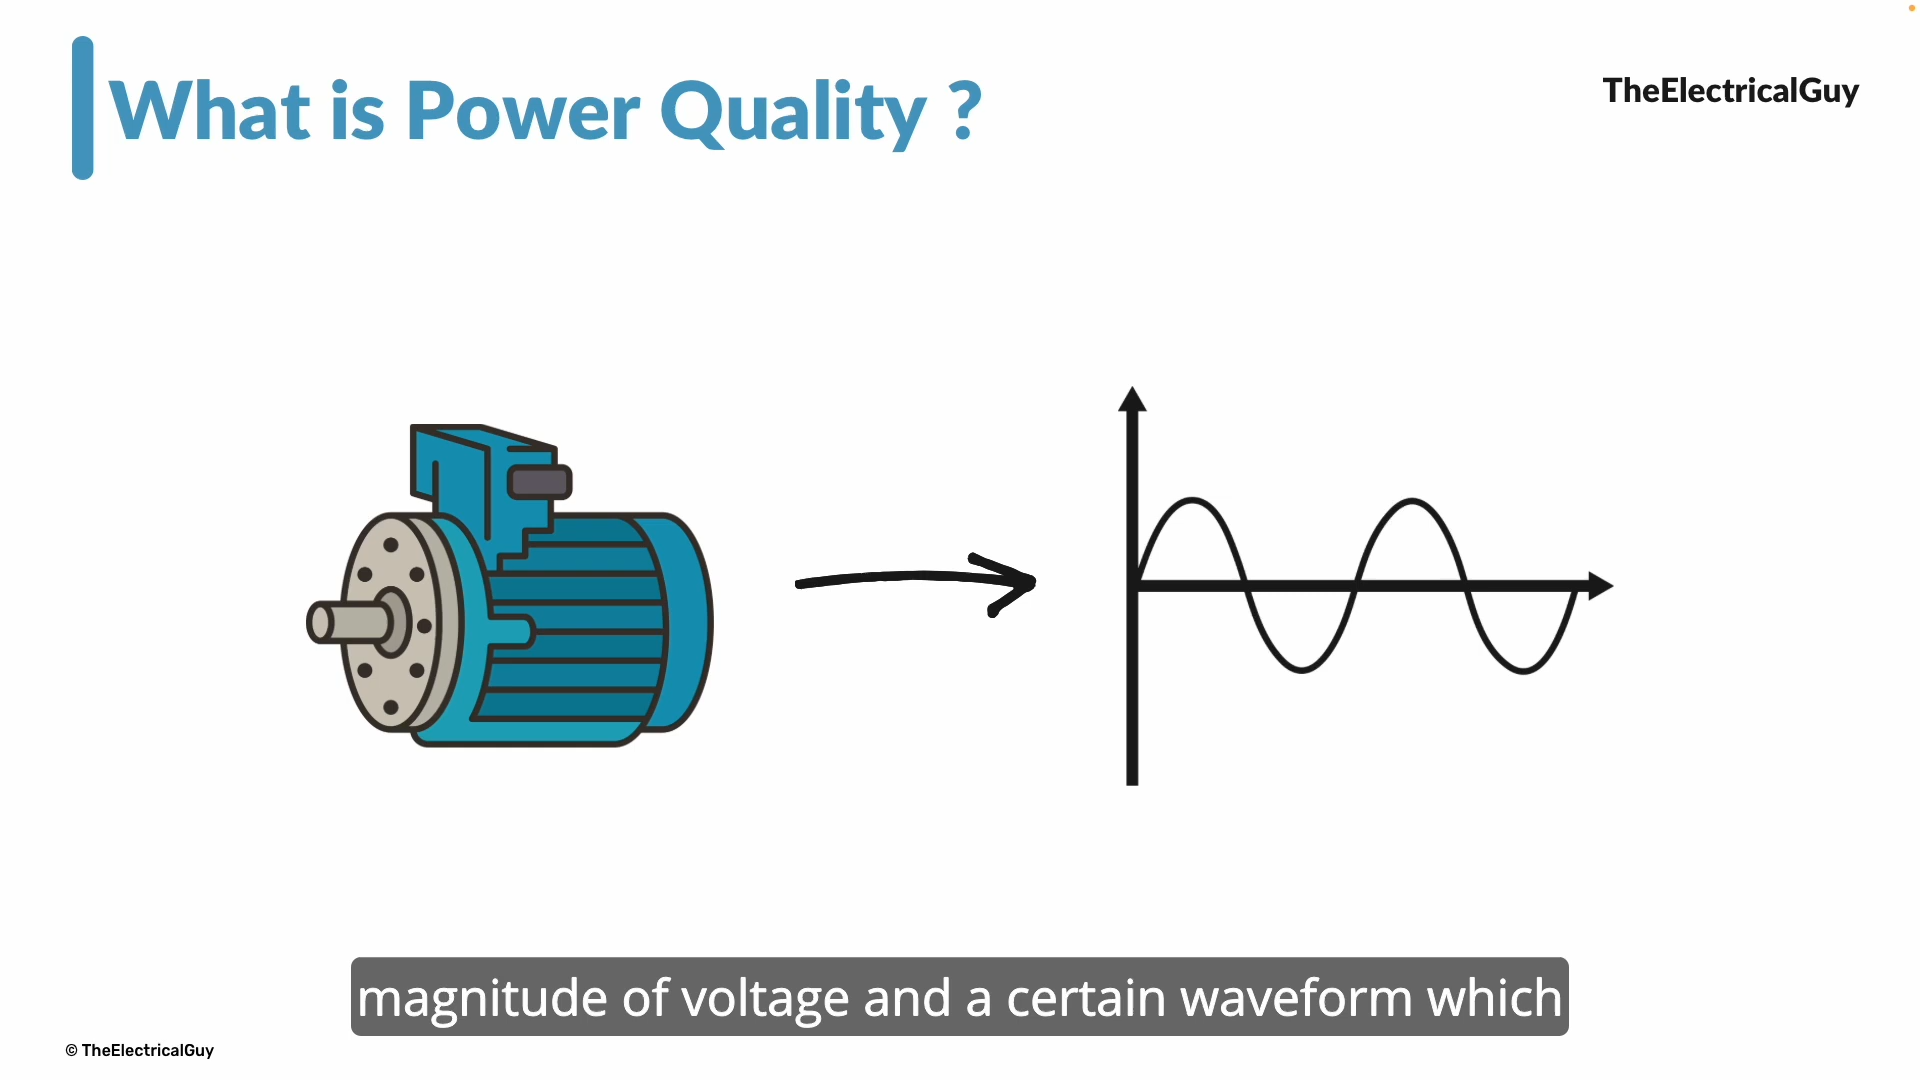 What is Power Quality ?
TheElectricalGuy
magnitude of voltage and a certain waveform which
© TheElectricalGuy